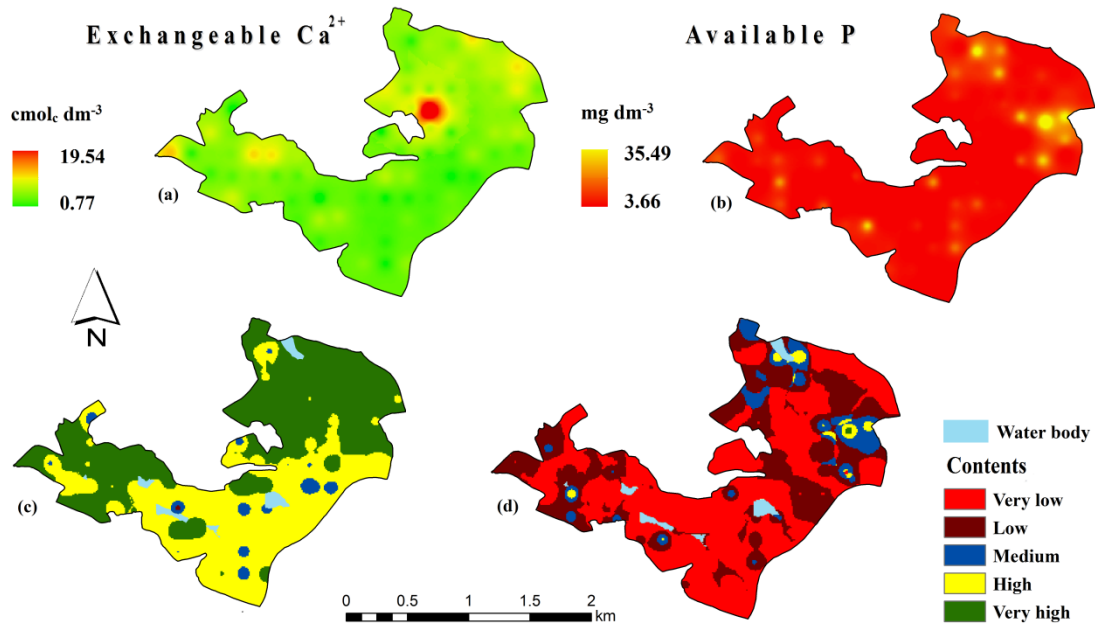 Exchangeable Ca²⁺
Available P
cmol꜀ dm⁻³
19.54
0.77
(a)
mg dm⁻³
35.49
3.66
(b)
N
(c)
(d)
0 0.5 1 1.5 2
km
Water body
Contents
Very low
Low
Medium
High
Very high